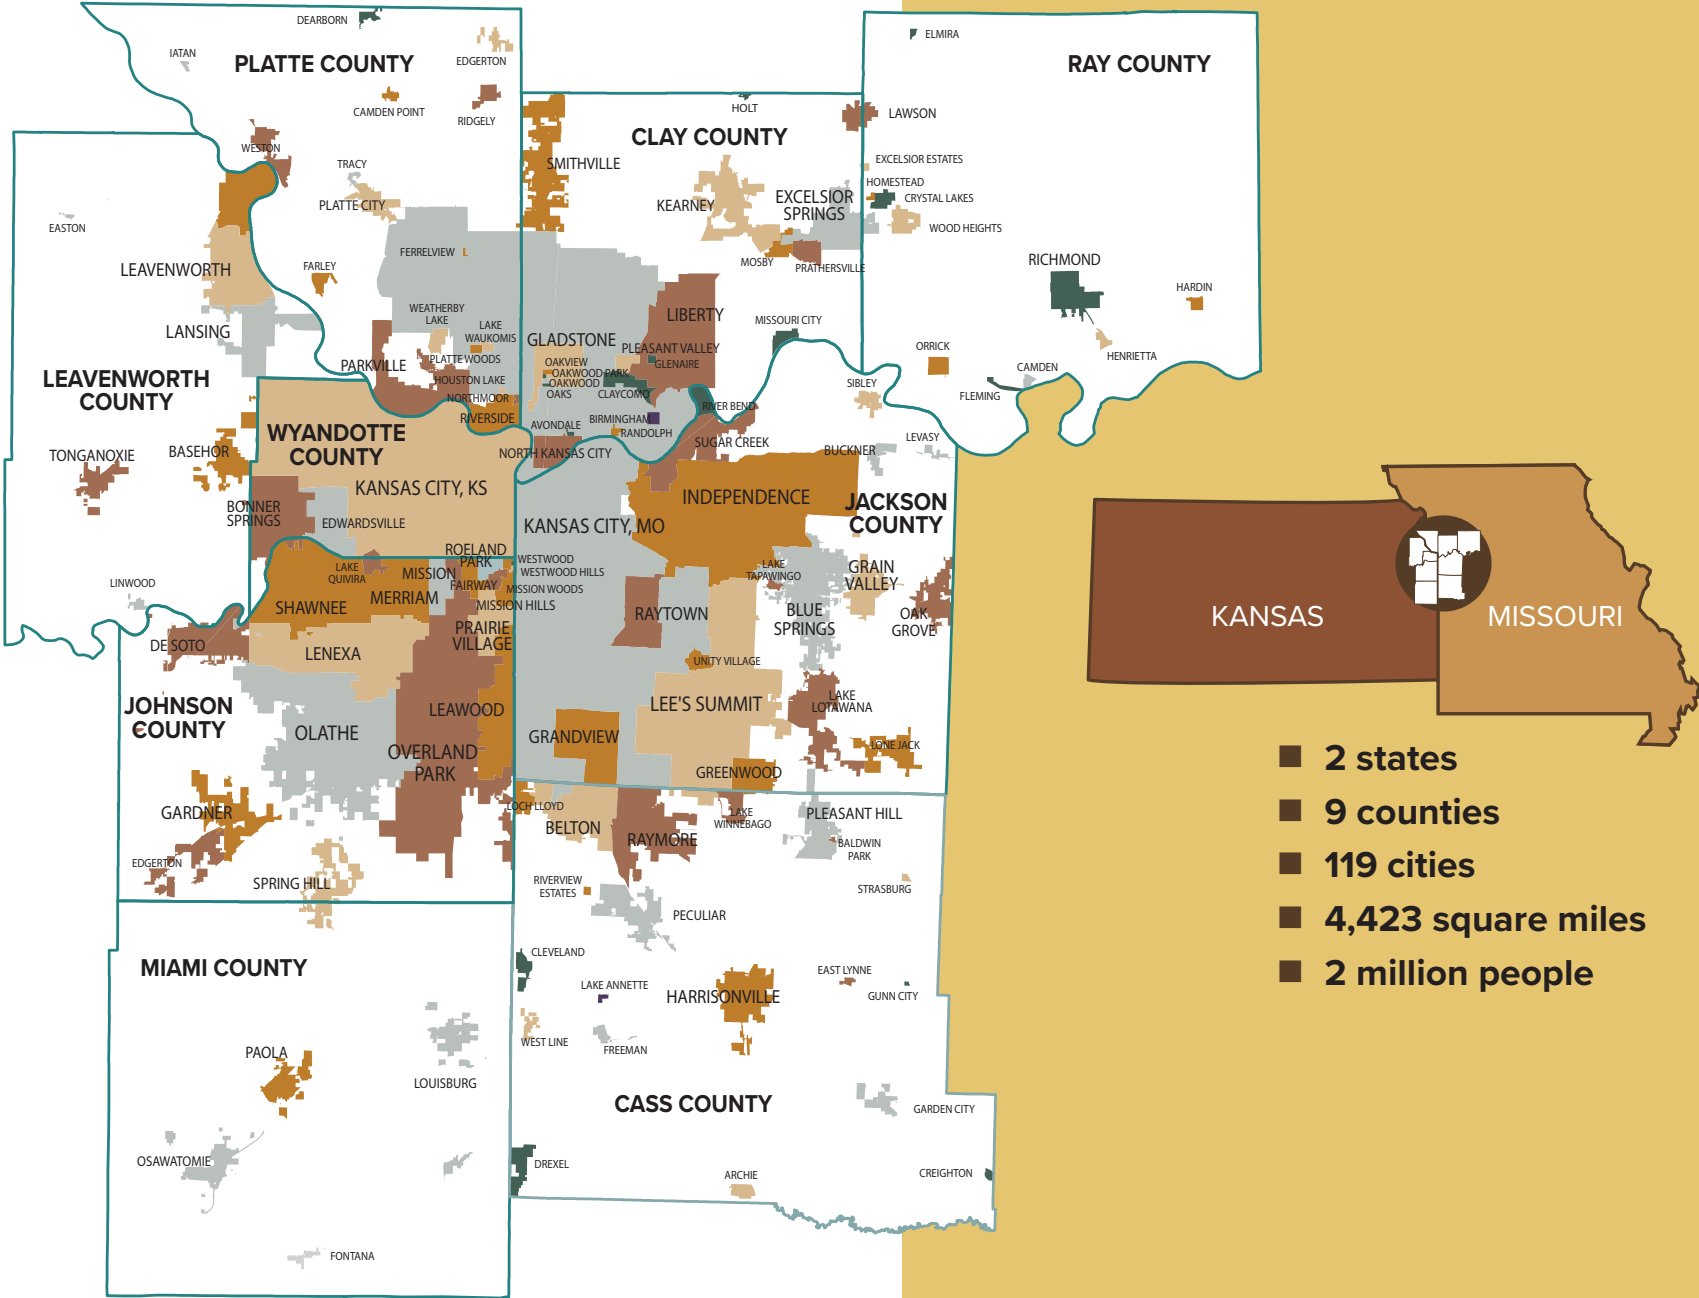 DEARBORN
IATAN
PLATTE COUNTY
EDGERTON
CAMDEN POINT
RIDGELY
WESTON
TRACY
PLATTE CITY
FERRELVIEW
FARLEY
WEATHERBY
LAKE
LAKE
WAUKOMIS
PLATTE WOODS
PARKVILLE
HOUSTON LAKE
NORTHMOOR
RIVERSIDE
CLAY COUNTY
HOLT
SMITHVILLE
KEARNEY
EXCELSIOR
SPRINGS
MOSBY
PRATHERSVILLE
LIBERTY
MISSOURI CITY
GLADSTONE
PLEASANT VALLEY
GLENAIRE
OAKVIEW
OAKWOOD PARK
OAKWOOD
OAKS
CLAYCOMO
BIRMINGHAM
RANDOLPH
AVONDALE
NORTH KANSAS CITY
RIVER BEND
RAY COUNTY
ELMIRA
LAWSON
EXCELSIOR ESTATES
HOMESTEAD
CRYSTAL LAKES
WOOD HEIGHTS
RICHMOND
HARDIN
HENRIETTA
ORRICK
CAMDEN
FLEMING
LEAVENWORTH
COUNTY
EASTON
LEAVENWORTH
LANSING
TONGANOXIE
BASEHOR
LINWOOD
WYANDOTTE
COUNTY
KANSAS CITY, KS
BONNER
SPRINGS
EDWARDSVILLE
LAKE
QUIVIRA
JACKSON
COUNTY
SIBLEY
BUCKNER
LEVASY
SUGAR CREEK
INDEPENDENCE
KANSAS CITY, MO
LAKE
TAPAWINGO
GRAIN
VALLEY
BLUE
SPRINGS
OAK
GROVE
RAYTOWN
UNITY VILLAGE
LEE'S SUMMIT
LAKE
LOTAWANA
LONE JACK
GRANDVIEW
GREENWOOD
JOHNSON
COUNTY
ROELAND
PARK
WESTWOOD
WESTWOOD HILLS
MISSION WOODS
MISSION HILLS
MISSION
FAIRWAY
MERRIAM
SHAWNEE
PRAIRIE
VILLAGE
DE SOTO
LENEXA
LEAWOOD
OLATHE
OVERLAND
PARK
GARDNER
EDGERTON
SPRING HILL
MIAMI COUNTY
PAOLA
LOUISBURG
OSAWATOMIE
FONTANA
CASS COUNTY
LOCH LLOYD
BELTON
RAYMORE
LAKE
WINNEBAGO
PLEASANT HILL
BALDWIN
PARK
STRASBURG
RIVERVIEW
ESTATES
PECULIAR
CLEVELAND
LAKE ANNETTE
HARRISONVILLE
EAST LYNNE
GUNN CITY
WEST LINE
FREEMAN
GARDEN CITY
DREXEL
ARCHIE
CREIGHTON
KANSAS
MISSOURI
2 states
9 counties
119 cities
4,423 square miles
2 million people